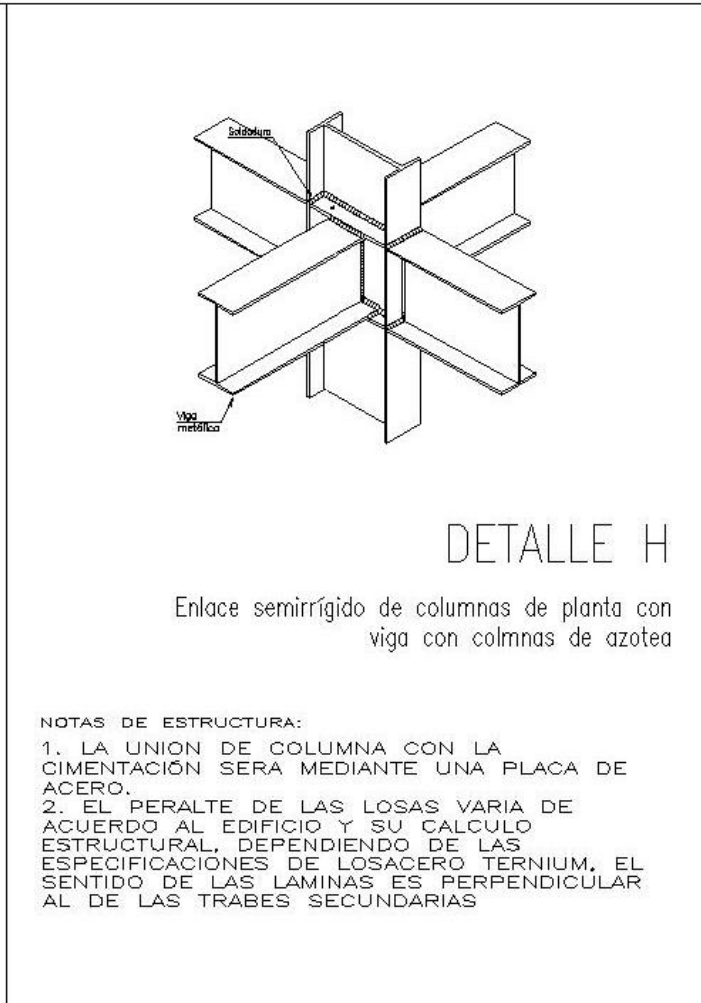 Soldadura
Viga
metálica
DETALLE H
Enlace semirrígido de columnas de planta con
viga con colmnas de azotea
NOTAS DE ESTRUCTURA:
1. LA UNION DE COLUMNA CON LA
CIMENTACIÓN SERA MEDIANTE UNA PLACA DE
ACERO.
2. EL PERALTE DE LAS LOSAS VARIA DE
ACUERDO AL EDIFICIO Y SU CALCULO
ESTRUCTURAL, DEPENDIENDO DE LAS
ESPECIFICACIONES DE LOSACERO TERNIUM. EL
SENTIDO DE LAS LAMINAS ES PERPENDICULAR
AL DE LAS TRABES SECUNDARIAS